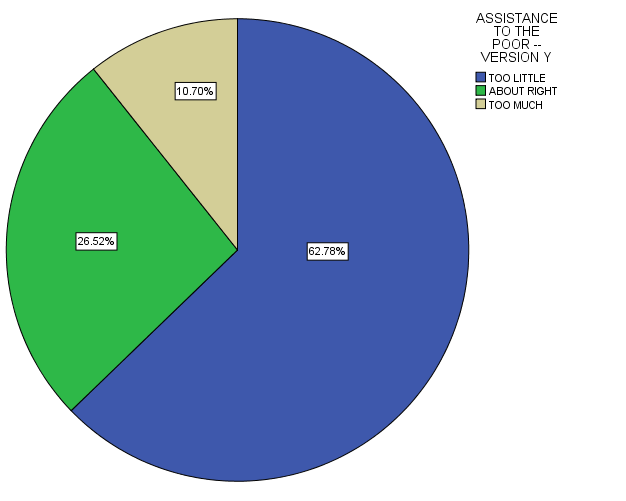 ASSISTANCE
TO THE
POOR --
VERSION Y
TOO LITTLE
ABOUT RIGHT
TOO MUCH
10.70%
26.52%
62.78%